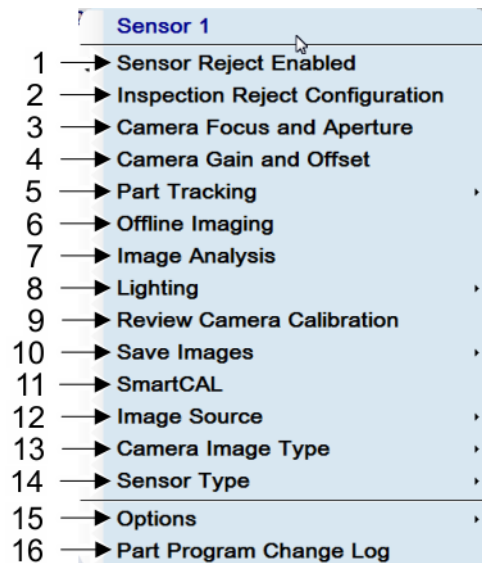 Sensor 1
1 Sensor Reject Enabled
2 Inspection Reject Configuration
3 Camera Focus and Aperture
4 Camera Gain and Offset
5 Part Tracking
6 Offline Imaging
7 Image Analysis
8 Lighting
9 Review Camera Calibration
10 Save Images
11 SmartCAL
12 Image Source
13 Camera Image Type
14 Sensor Type
15 Options
16 Part Program Change Log